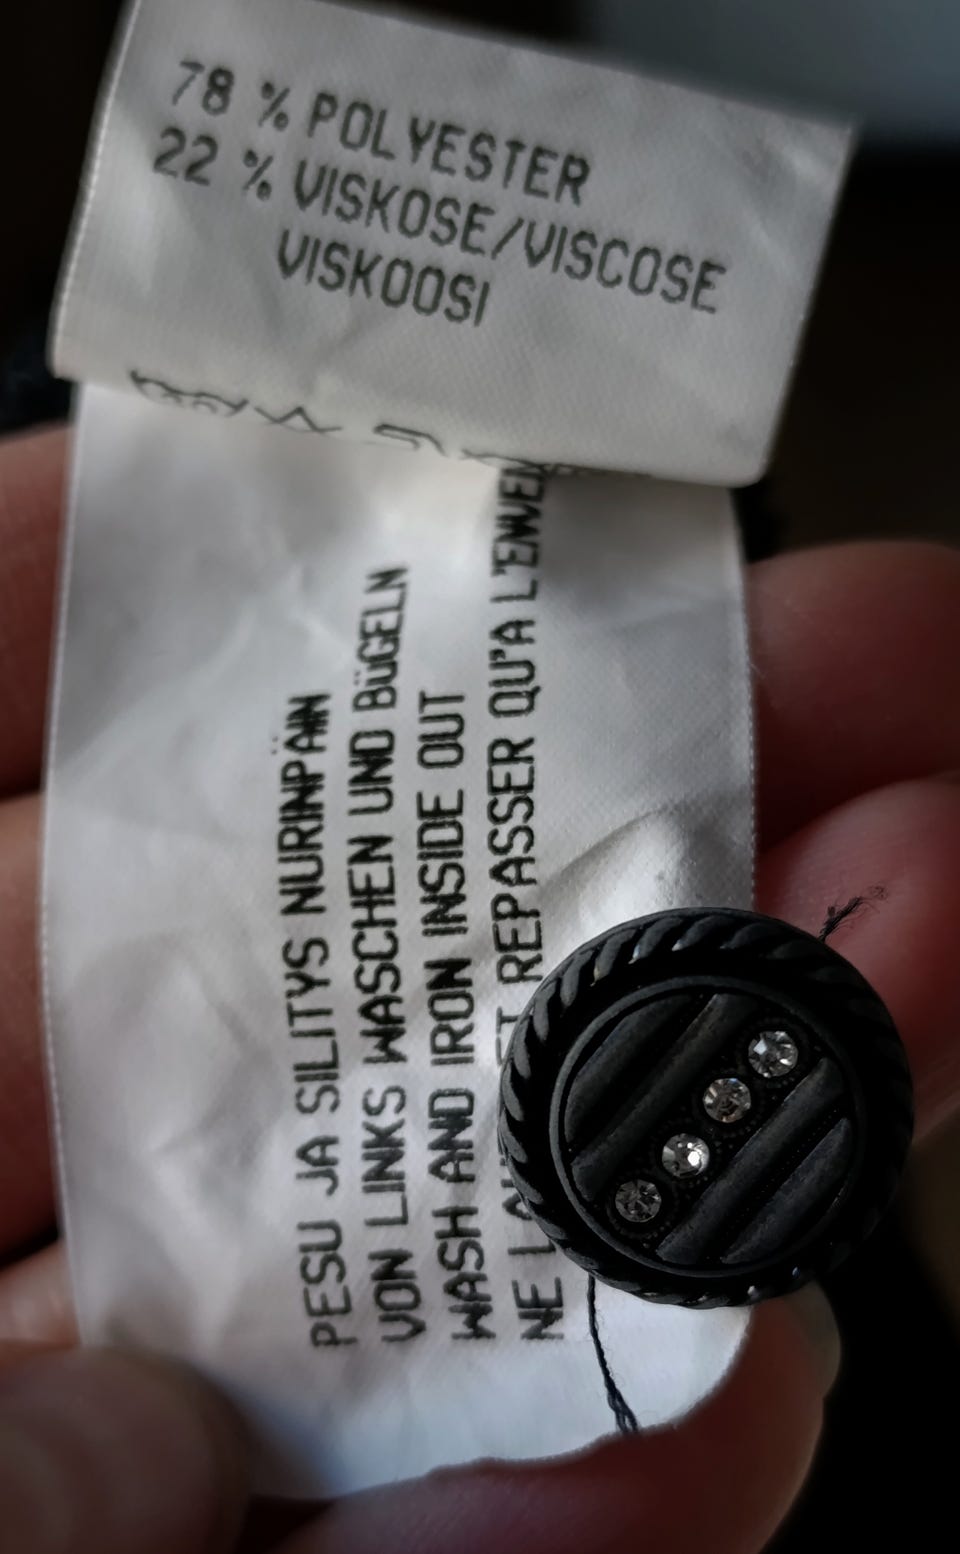 78 % POLYESTER
22 % VISKOSE/VISCOSE
VISKOOSI
PESU JA SILITYS NURINPÄIN
VON LINKS WASCHEN UND BüGELN
WASH AND IRON INSIDE OUT
NE REPASSER QU'A